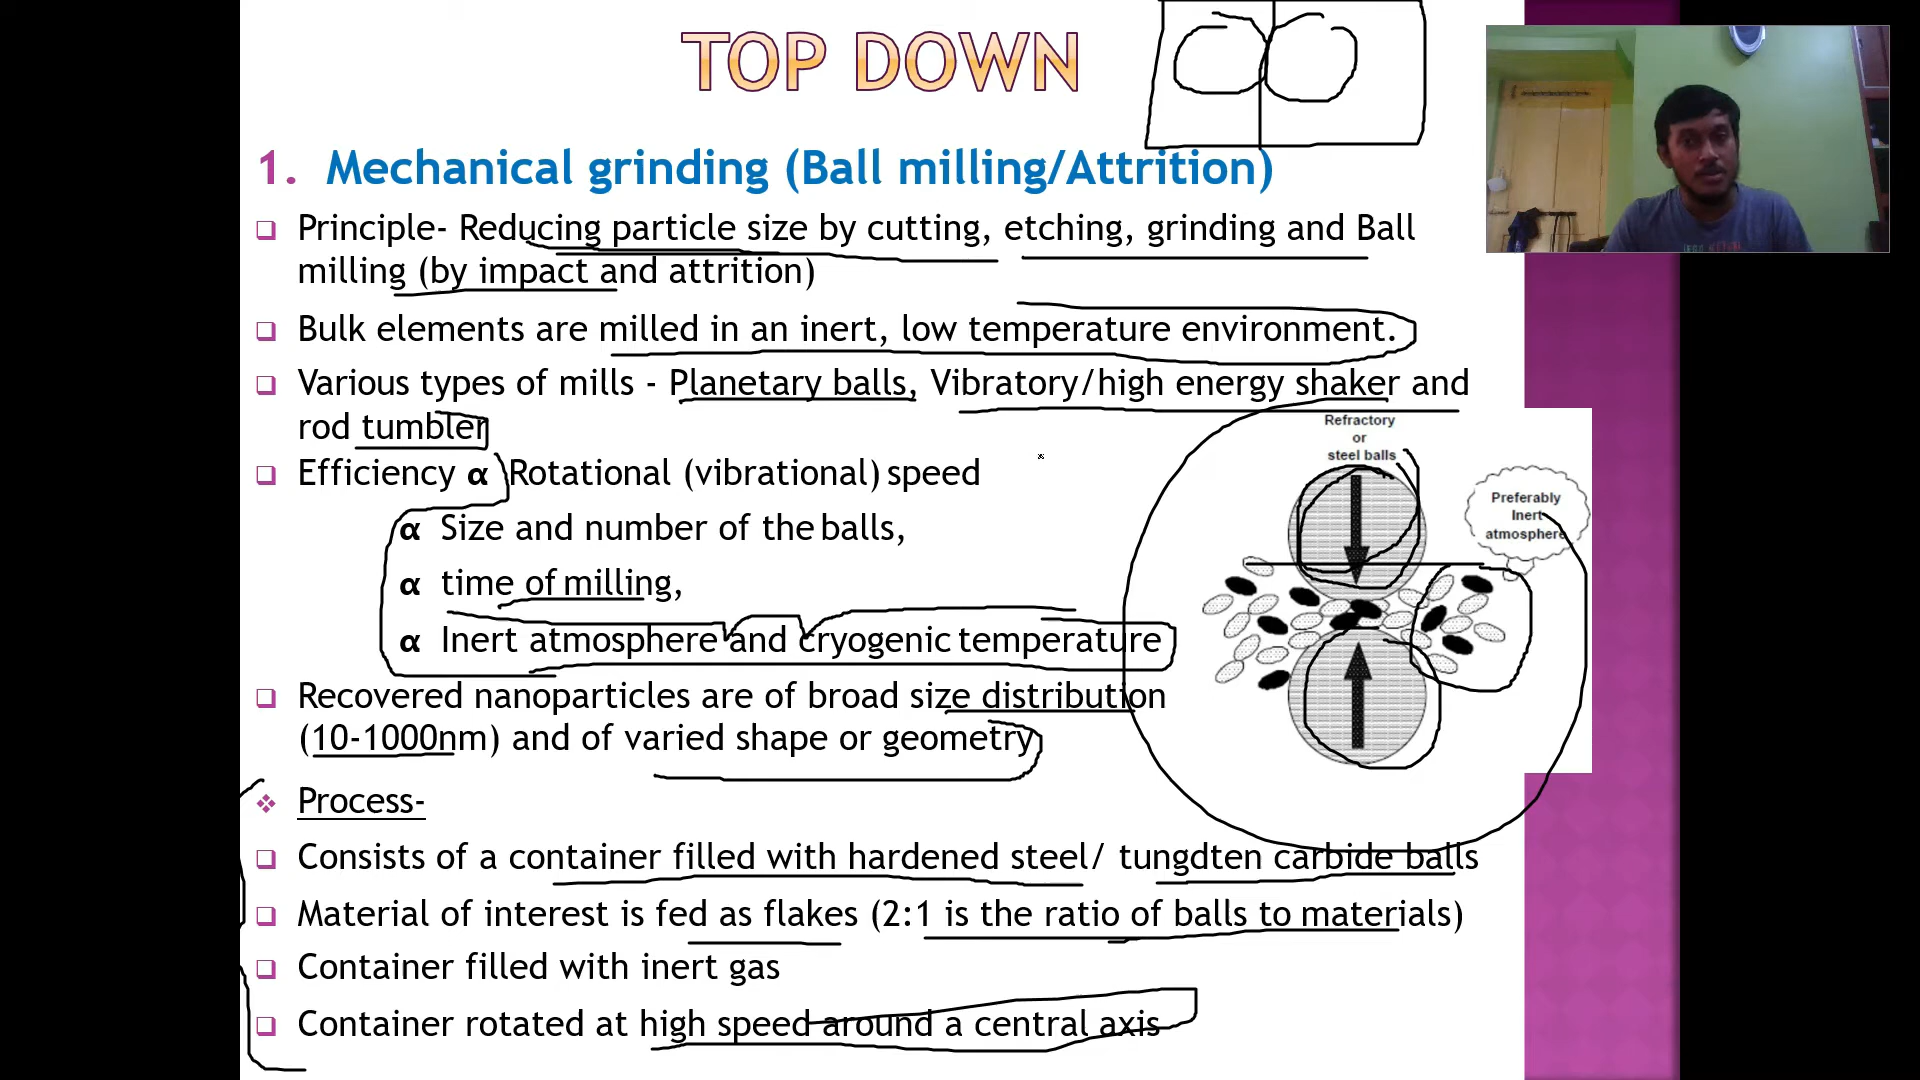 TOP DOWN
1. Mechanical grinding (Ball milling/Attrition)
Principle- Reducing particle size by cutting, etching, grinding and Ball
milling (by impact and attrition)
Bulk elements are milled in an inert, low temperature environment.
Various types of mills - Planetary balls, Vibratory/high energy shaker and
rod tumbler
Efficiency α Rotational (vibrational) speed
α Size and number of the balls,
α time of milling,
α Inert atmosphere and cryogenic temperature
Recovered nanoparticles are of broad size distribution
(10-1000nm) and of varied shape or geometry
Process-
Consists of a container filled with hardened steel/ tungdten carbide balls
Material of interest is fed as flakes (2:1 is the ratio of balls to materials)
Container filled with inert gas
Container rotated at high speed around a central axis
Refractory
or
steel balls
Preferably
Inert
atmosphere